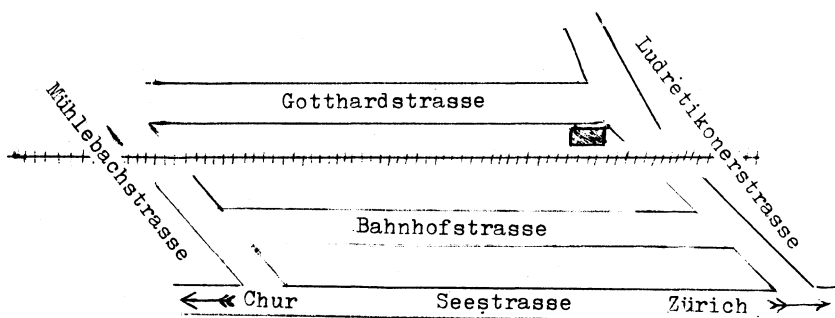 Gotthardstrasse
Ludretikonerstrasse
Mühlebachstrasse
Bahnhofstrasse
Chur Seestrasse Zürich